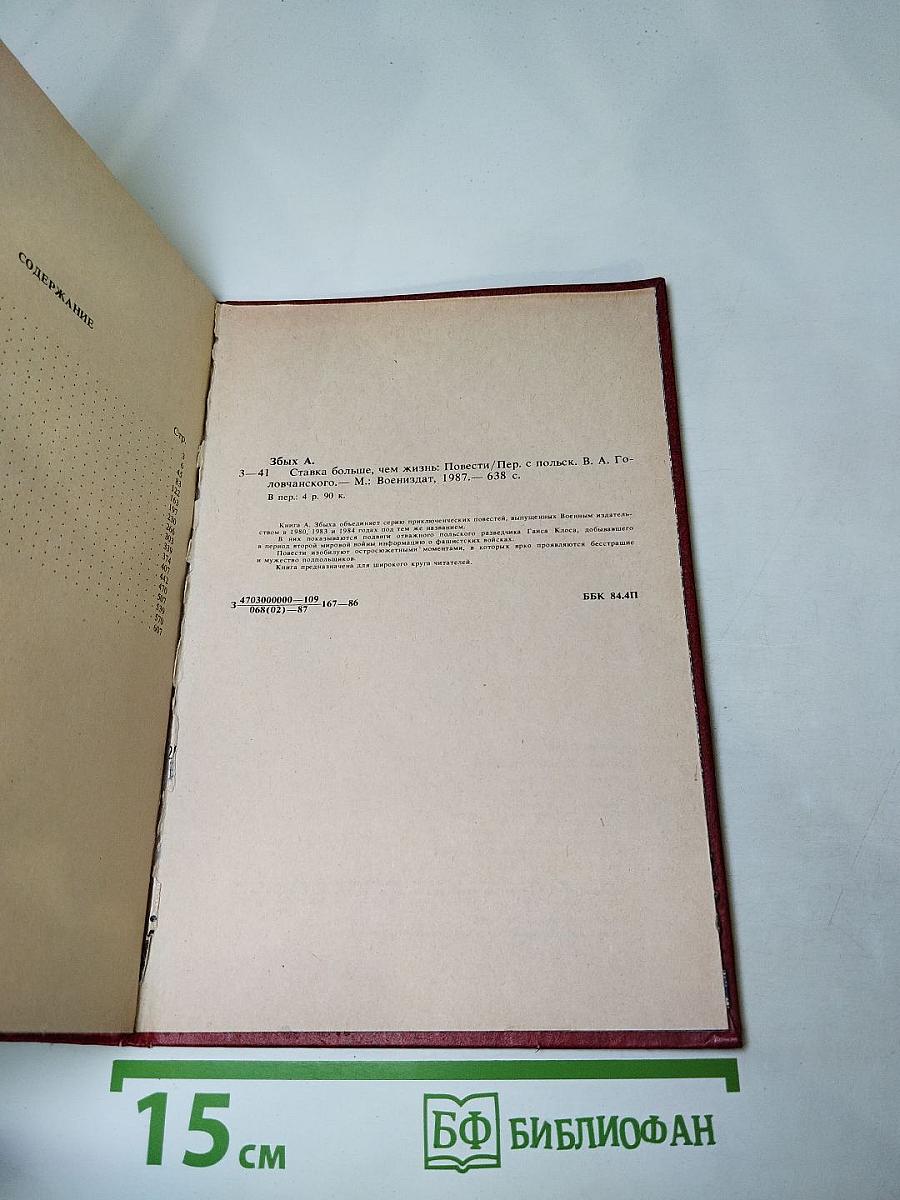 СОДЕРЖАНИЕ
Стр.
607
Збых А.
З—41 Ставка больше, чем жизнь: Повести/Пер. с польск. В. А. Го-
ловчанского.— М.: Воениздат, 1987.— 638 с.
В пер.: 4 р. 90 к.
Книга А. Збыха объединяет серию приключенческих повестей, выпущенных Военным издатель-
ством в 1980, 1983 и 1984 годах под тем же названием.
В них показываются подвиги отважного польского разведчика Ганса Клоса, добывавшего
в период второй мировой войны информацию о фашистских войсках.
Повести изобилуют остросюжетными моментами, в которых ярко проявляются бесстрашие
и мужество подпольщиков.
Книга предназначена для широкого круга читателей.
З 4703000000—109 167—86
068(02)—87
ББК 84.4П
15 см
БФ БИБЛИОФАН